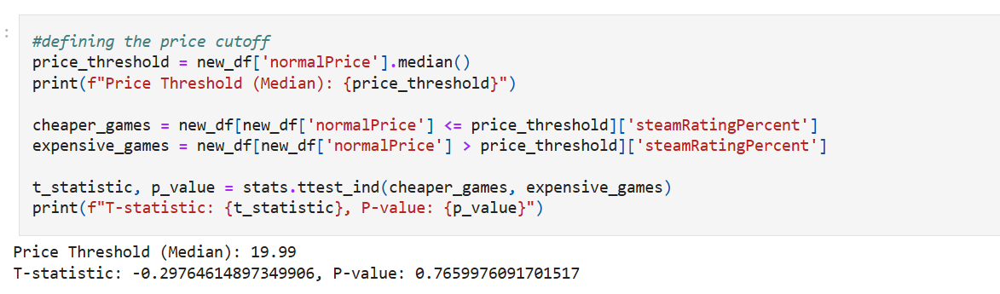 :
#defining the price cutoff
price_threshold = new_df['normalPrice'].median()
print(f"Price Threshold (Median): {price_threshold}")
cheaper_games = new_df[new_df['normalPrice'] <= price_threshold]['steamRatingPercent']
expensive_games = new_df[new_df['normalPrice'] > price_threshold]['steamRatingPercent']
t_statistic, p_value = stats.ttest_ind(cheaper_games, expensive_games)
print(f"T-statistic: {t_statistic}, P-value: {p_value}")
Price Threshold (Median): 19.99
T-statistic: -0.29764614897349906, P-value: 0.7659976091701517